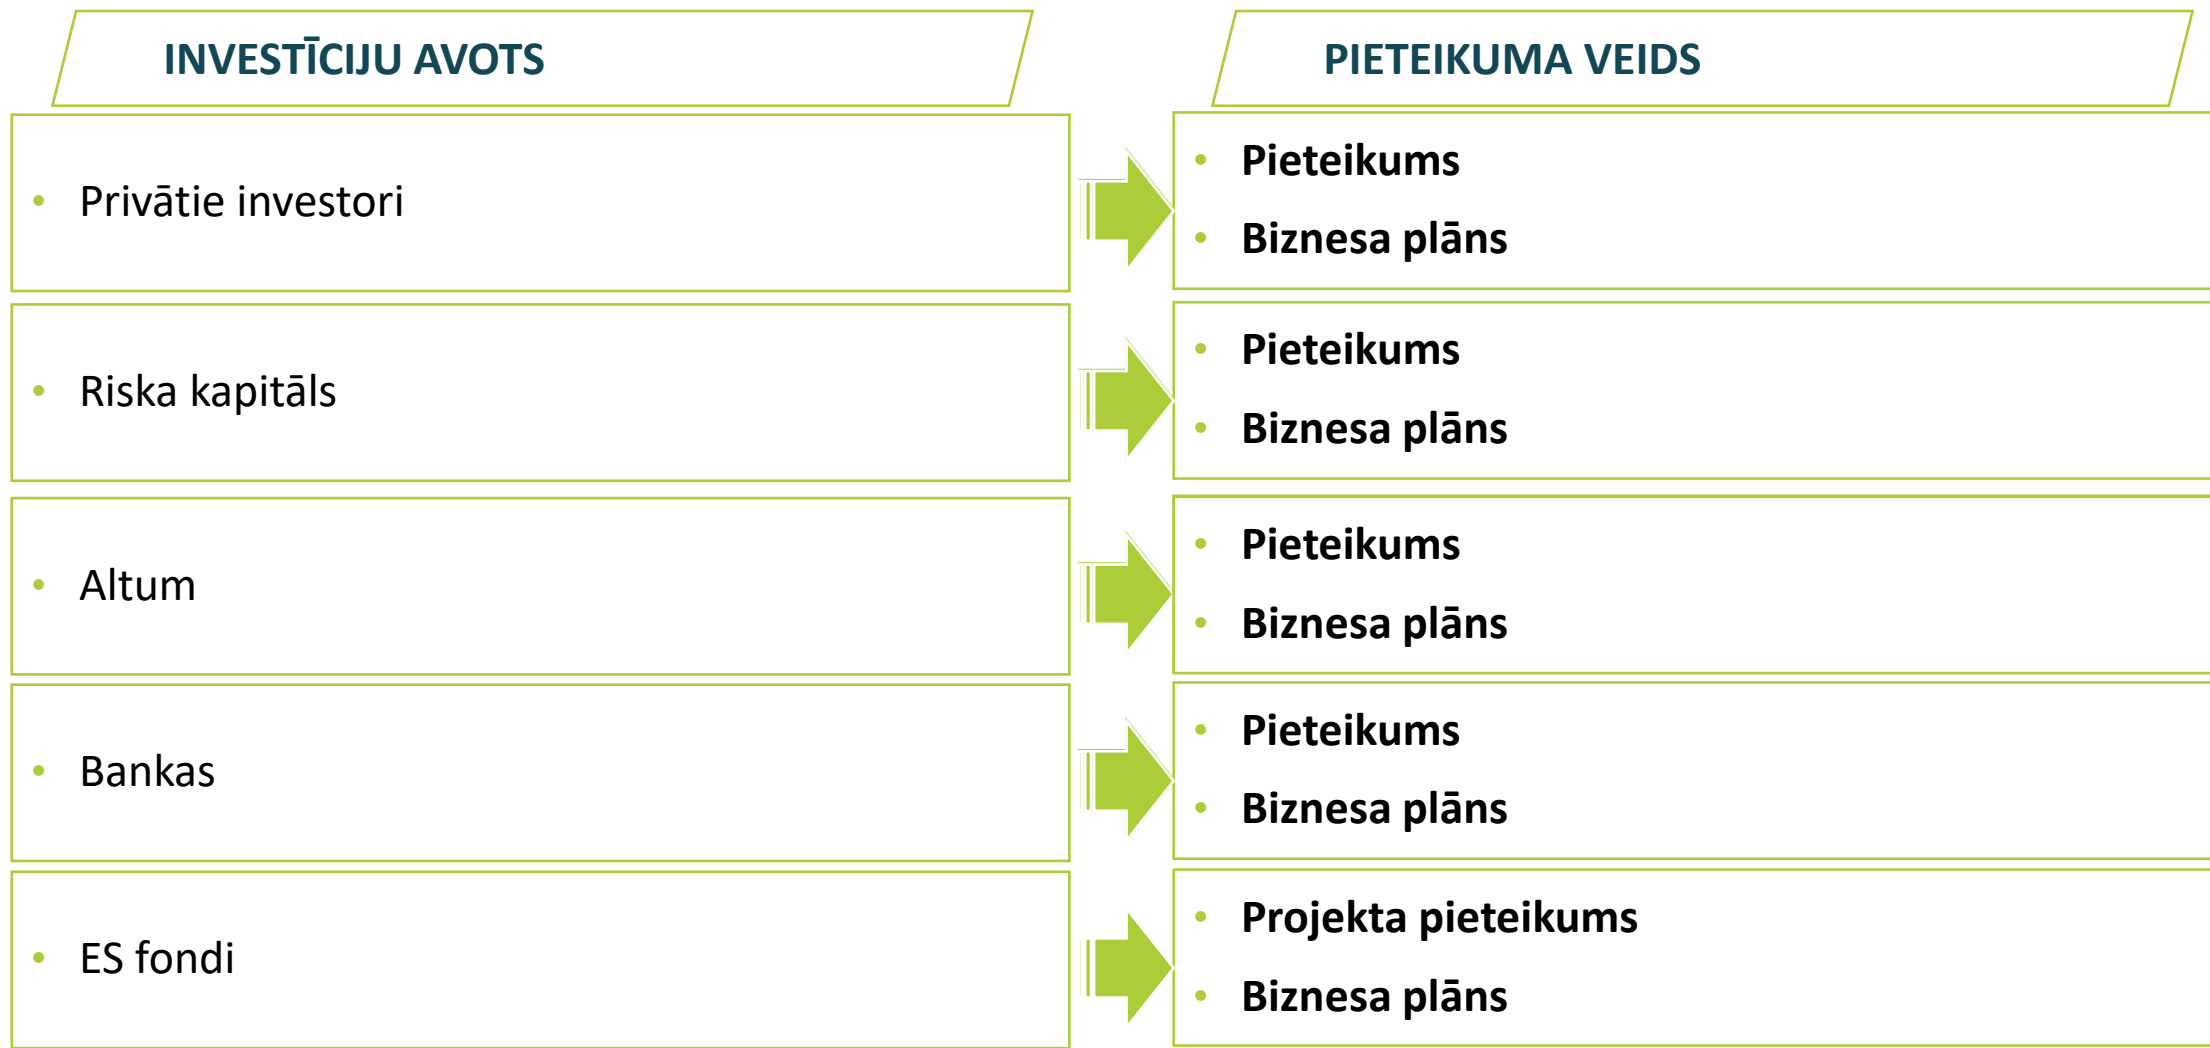 INVESTĪCIJU AVOTS
PIETEIKUMA VEIDS
• Privātie investori
• Pieteikums
• Biznesa plāns
• Riska kapitāls
• Pieteikums
• Biznesa plāns
• Altum
• Pieteikums
• Biznesa plāns
• Bankas
• Pieteikums
• Biznesa plāns
• ES fondi
• Projekta pieteikums
• Biznesa plāns